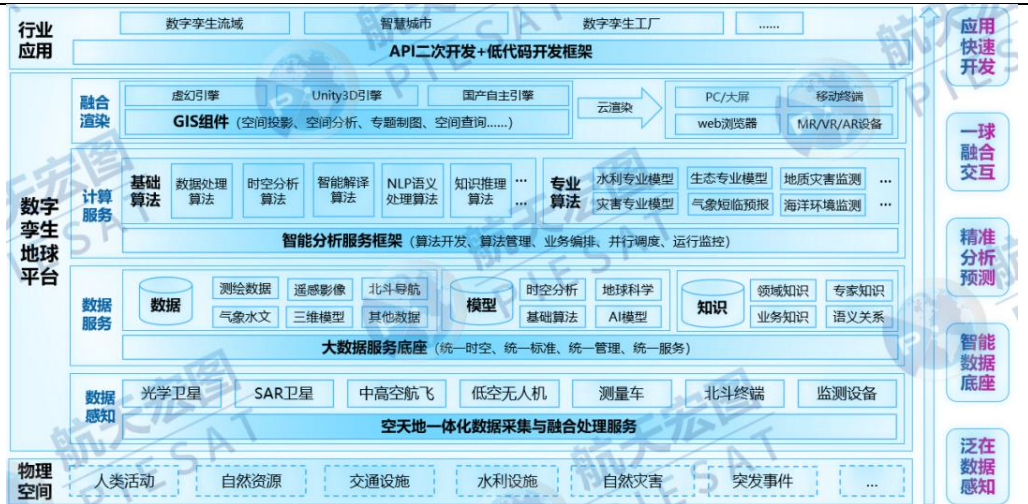 行业
应用
数字孪生流域
智慧城市
数字孪生工厂
......
API二次开发+低代码开发框架
数字
孪生
地球
平台
融合
渲染
虚幻引擎
Unity3D引擎
国产自主引擎
GIS组件（空间投影、空间分析、专题制图、空间查询......）
云渲染
PC/大屏
移动终端
web浏览器
MR/VR/AR设备
计算
服务
基础
算法
数据处理
算法
时空分析
算法
智能解译
算法
NLP语义
处理算法
知识推理
算法
...
...
专业
算法
水利专业模型
生态专业模型
地质灾害监测
...
灾害专业模型
气象短临预报
海洋环境监测
...
智能分析服务框架（算法开发、算法管理、业务编排、并行调度、运行监控）
数据
服务
数据
测绘数据
遥感影像
北斗导航
气象水文
三维模型
其他数据
模型
时空分析
地球科学
基础算法
AI模型
知识
领域知识
专家知识
业务知识
语义关系
大数据服务底座（统一时空、统一标准、统一管理、统一服务）
数据
感知
光学卫星
SAR卫星
中高空航飞
低空无人机
测量车
北斗终端
监测设备
空天地一体化数据采集与融合处理服务
物理
空间
人类活动
自然资源
交通设施
水利设施
自然灾害
突发事件
...
应用
快速
开发
一球
融合
交互
精准
分析
预测
智能
数据
底座
泛在
数据
感知
航天宏图
PIESAT